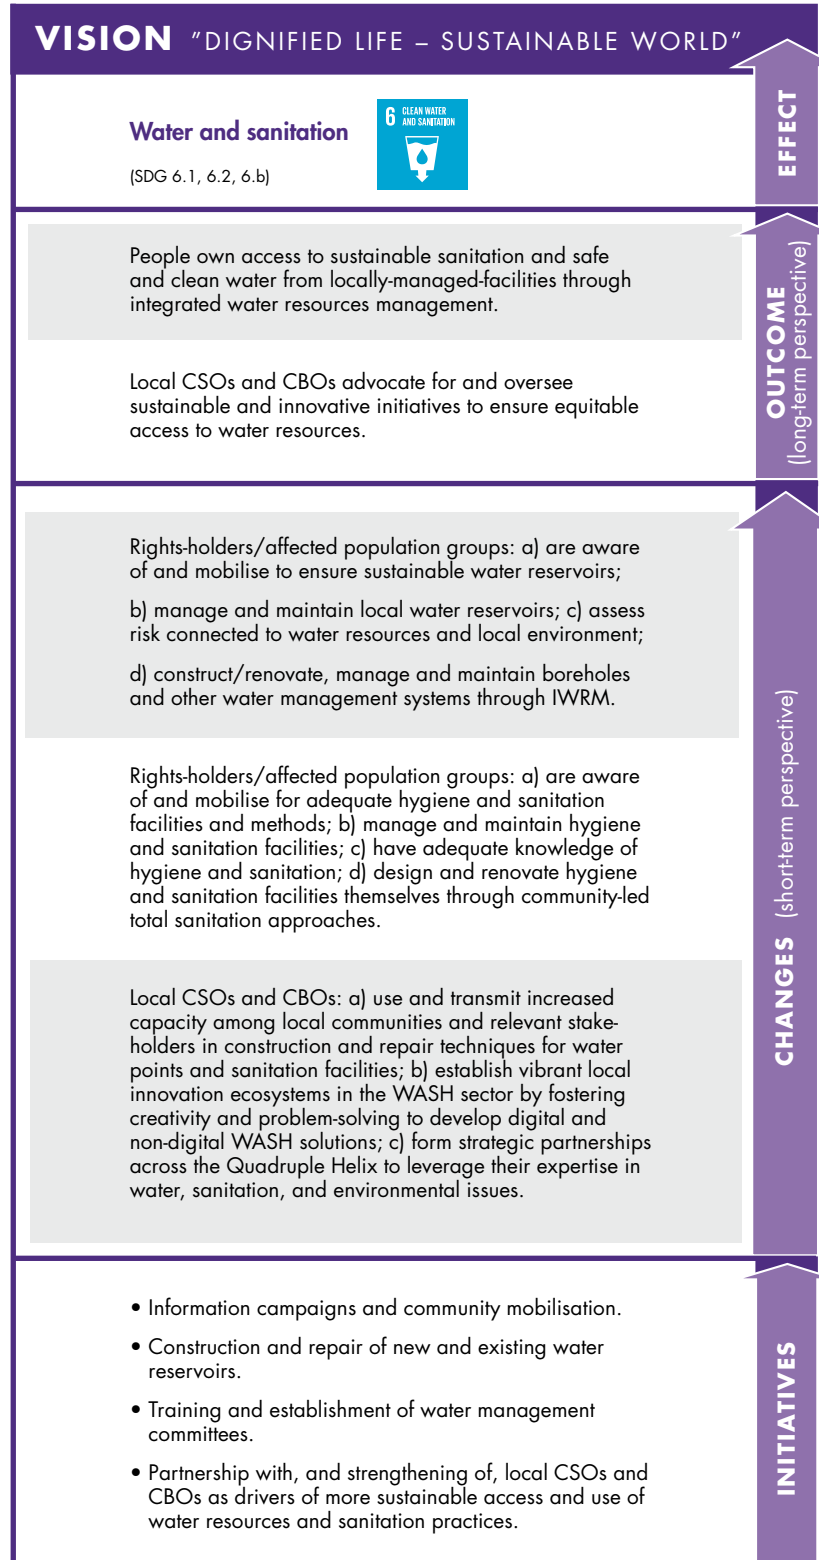 VISION "DIGNIFIED LIFE – SUSTAINABLE WORLD"
EFFECT
Water and sanitation
6 CLEAN WATER
AND SANITATION
(SDG 6.1, 6.2, 6.b)
OUTCOME
(long-term perspective)
People own access to sustainable sanitation and safe
and clean water from locally-managed-facilities through
integrated water resources management.
Local CSOs and CBOs advocate for and oversee
sustainable and innovative initiatives to ensure equitable
access to water resources.
CHANGES (short-term perspective)
Rights-holders/affected population groups: a) are aware
of and mobilise to ensure sustainable water reservoirs;
b) manage and maintain local water reservoirs; c) assess
risk connected to water resources and local environment;
d) construct/renovate, manage and maintain boreholes
and other water management systems through IWRM.
Rights-holders/affected population groups: a) are aware
of and mobilise for adequate hygiene and sanitation
facilities and methods; b) manage and maintain hygiene
and sanitation facilities; c) have adequate knowledge of
hygiene and sanitation; d) design and renovate hygiene
and sanitation facilities themselves through community-led
total sanitation approaches.
Local CSOs and CBOs: a) use and transmit increased
capacity among local communities and relevant stake-
holders in construction and repair techniques for water
points and sanitation facilities; b) establish vibrant local
innovation ecosystems in the WASH sector by fostering
creativity and problem-solving to develop digital and
non-digital WASH solutions; c) form strategic partnerships
across the Quadruple Helix to leverage their expertise in
water, sanitation, and environmental issues.
INITIATIVES
• Information campaigns and community mobilisation.
• Construction and repair of new and existing water
reservoirs.
• Training and establishment of water management
committees.
• Partnership with, and strengthening of, local CSOs and
CBOs as drivers of more sustainable access and use of
water resources and sanitation practices.